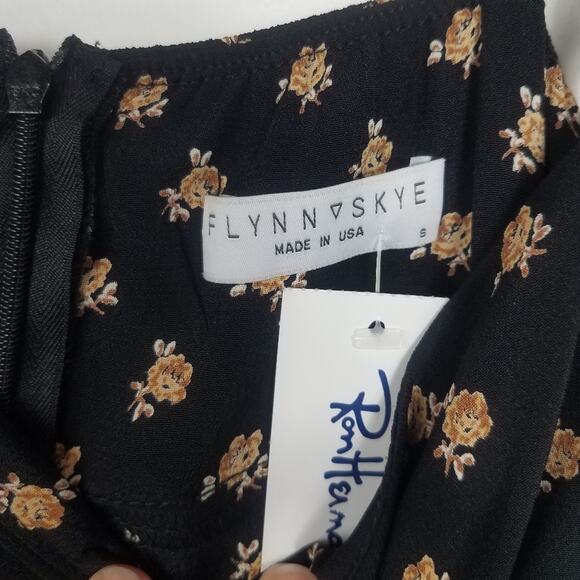 FLYNN ▽ SKYE
MADE IN USA
S
Ron Herma